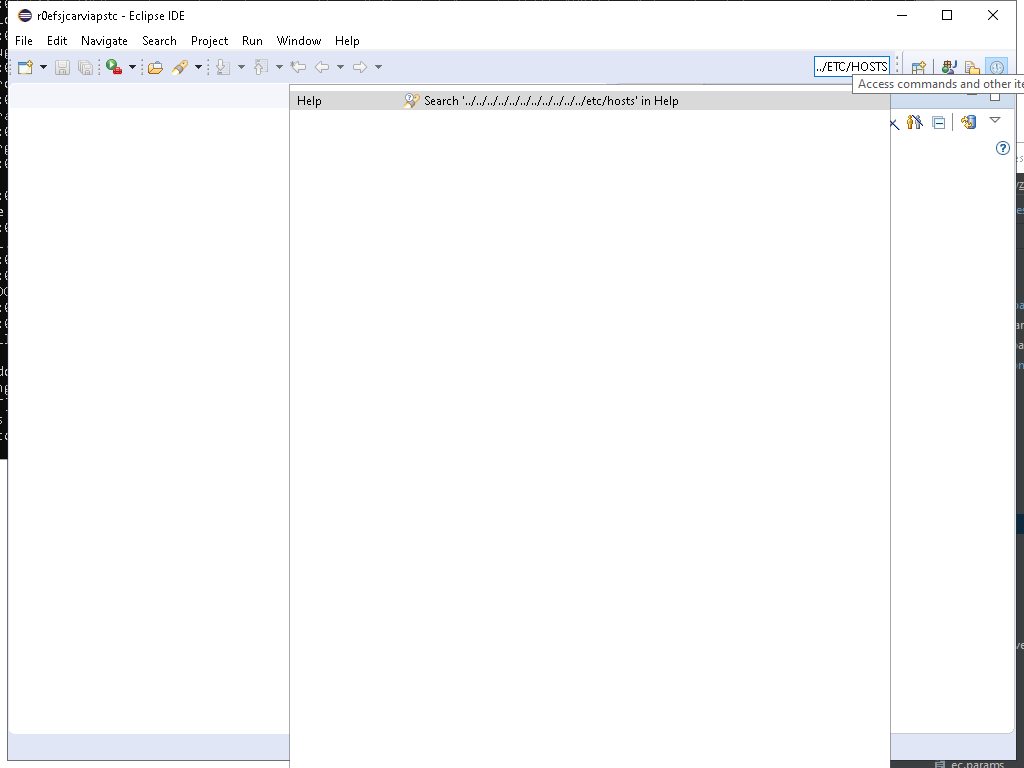 r0efsjcarviapstc - Eclipse IDE
File Edit Navigate Search Project Run Window Help
../ETC/HOSTS
Access commands and other ite
Help Search '../../../../../../../../../../../etc/hosts' in Help
ec.params